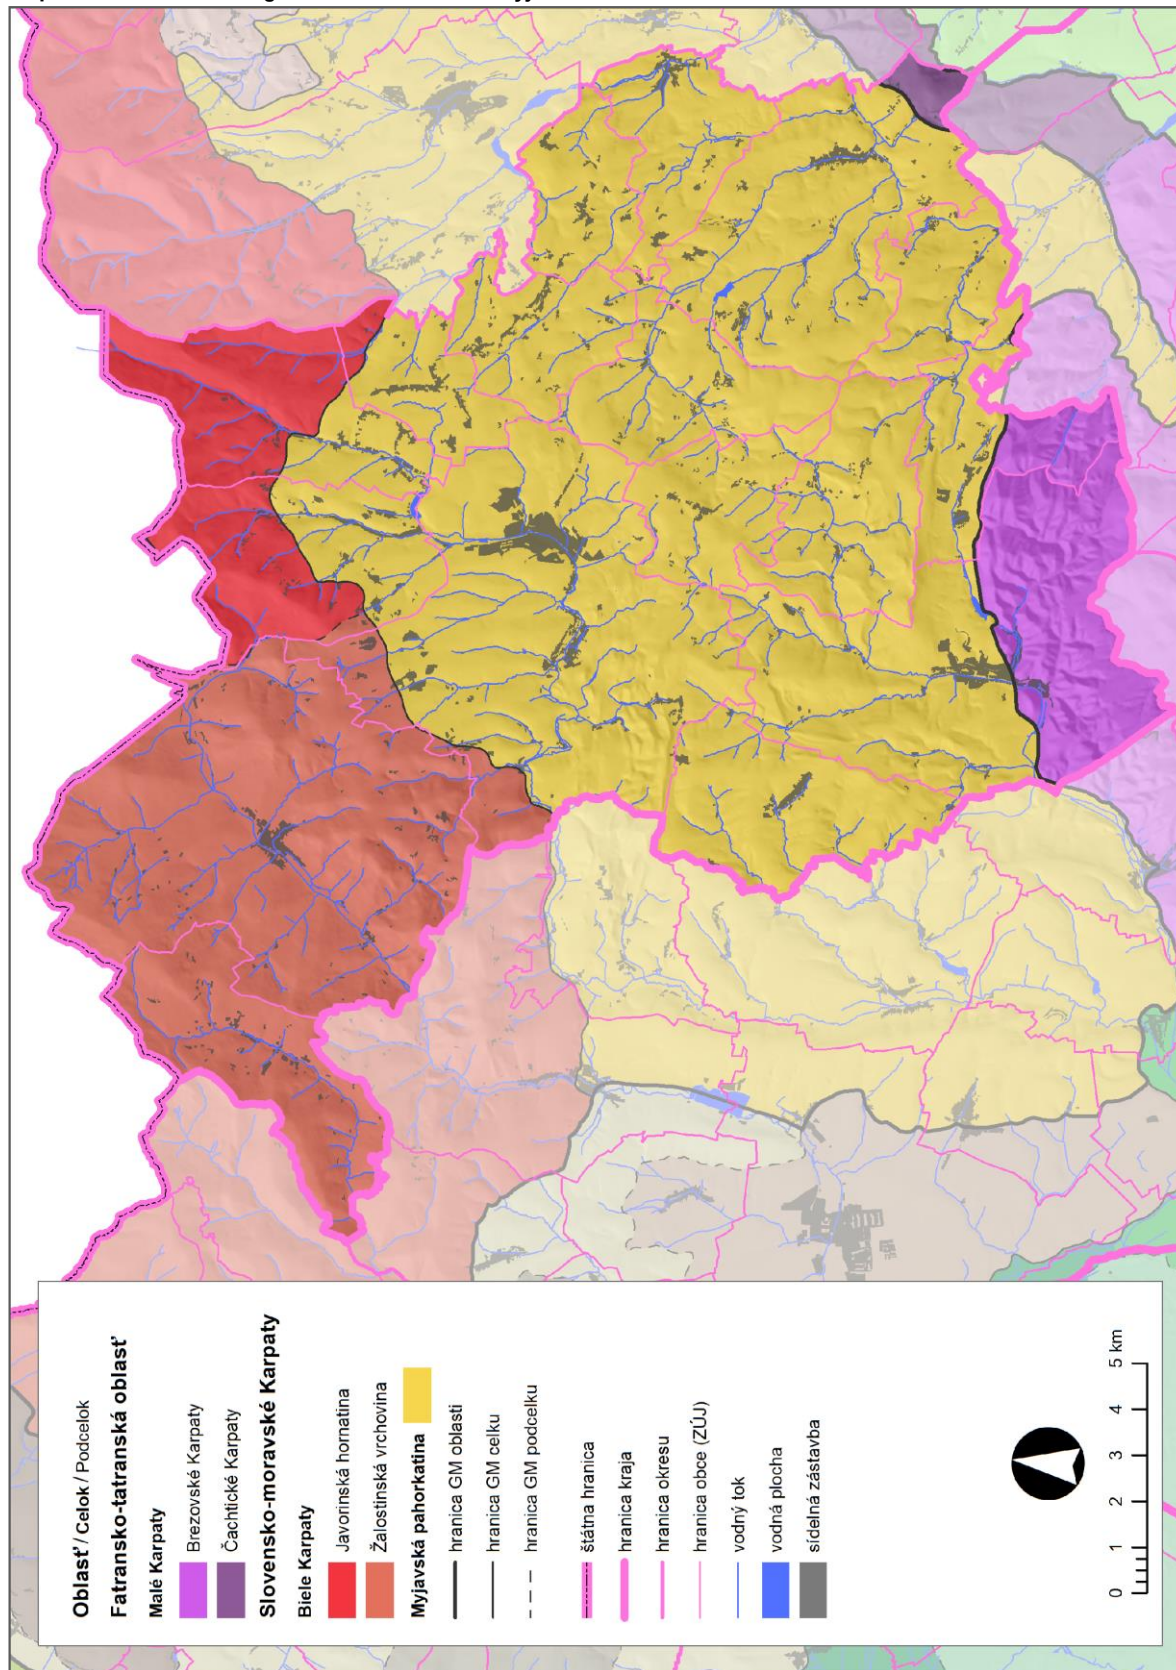 Oblasť / Celok / Podcelok
Fatransko-tatranská oblasť
Malé Karpaty
Brezovské Karpaty
Čachtické Karpaty
Slovensko-moravské Karpaty
Biele Karpaty
Javorinská hornatina
Žalostinská vrchovina
Myjavská pahorkatina
hranica GM oblasti
hranica GM celku
hranica GM podcelku
štátna hranica
hranica kraja
hranica okresu
hranica obce (ZÚJ)
vodný tok
vodná plocha
sídelná zástavba
0 1 2 3 4 5 km